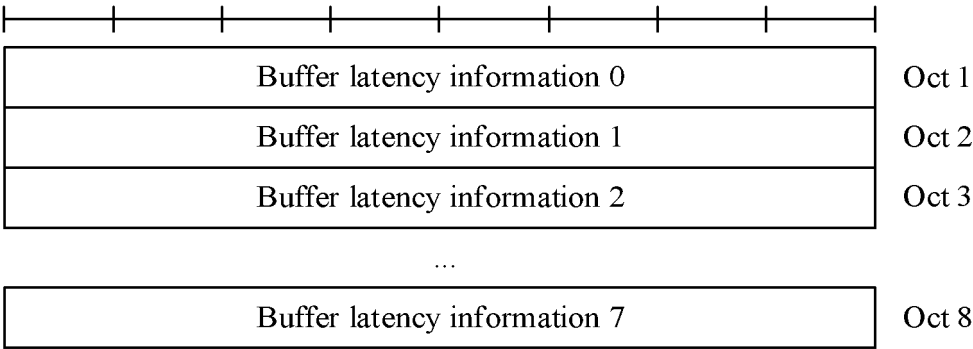 Buffer latency information 0 Oct 1
Buffer latency information 1 Oct 2
Buffer latency information 2 Oct 3
...
Buffer latency information 7 Oct 8